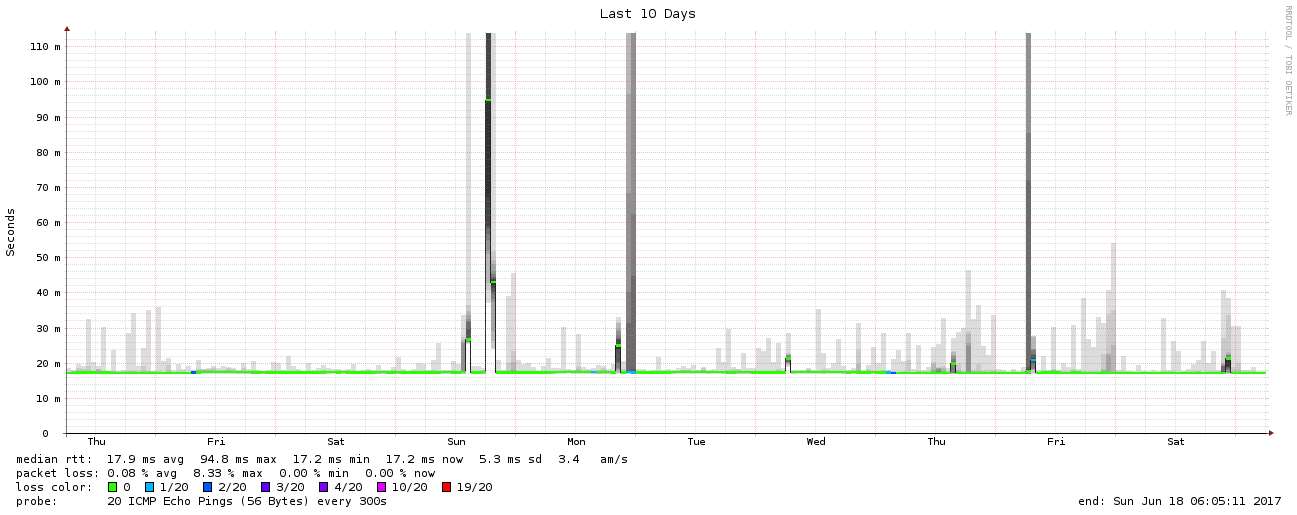 Last 10 Days
RRDTOOL / TOBI OETIKER
Seconds
110 m
100 m
90 m
80 m
70 m
60 m
50 m
40 m
30 m
20 m
10 m
0
Thu Fri Sat Sun Mon Tue Wed Thu Fri Sat
median rtt: 17.9 ms avg 94.8 ms max 17.2 ms min 17.2 ms now 5.3 ms sd 3.4 am/s
packet loss: 0.08 % avg 8.33 % max 0.00 % min 0.00 % now
loss color: 0 1/20 2/20 3/20 4/20 10/20 19/20
probe: 20 ICMP Echo Pings (56 Bytes) every 300s end: Sun Jun 18 06:05:11 2017